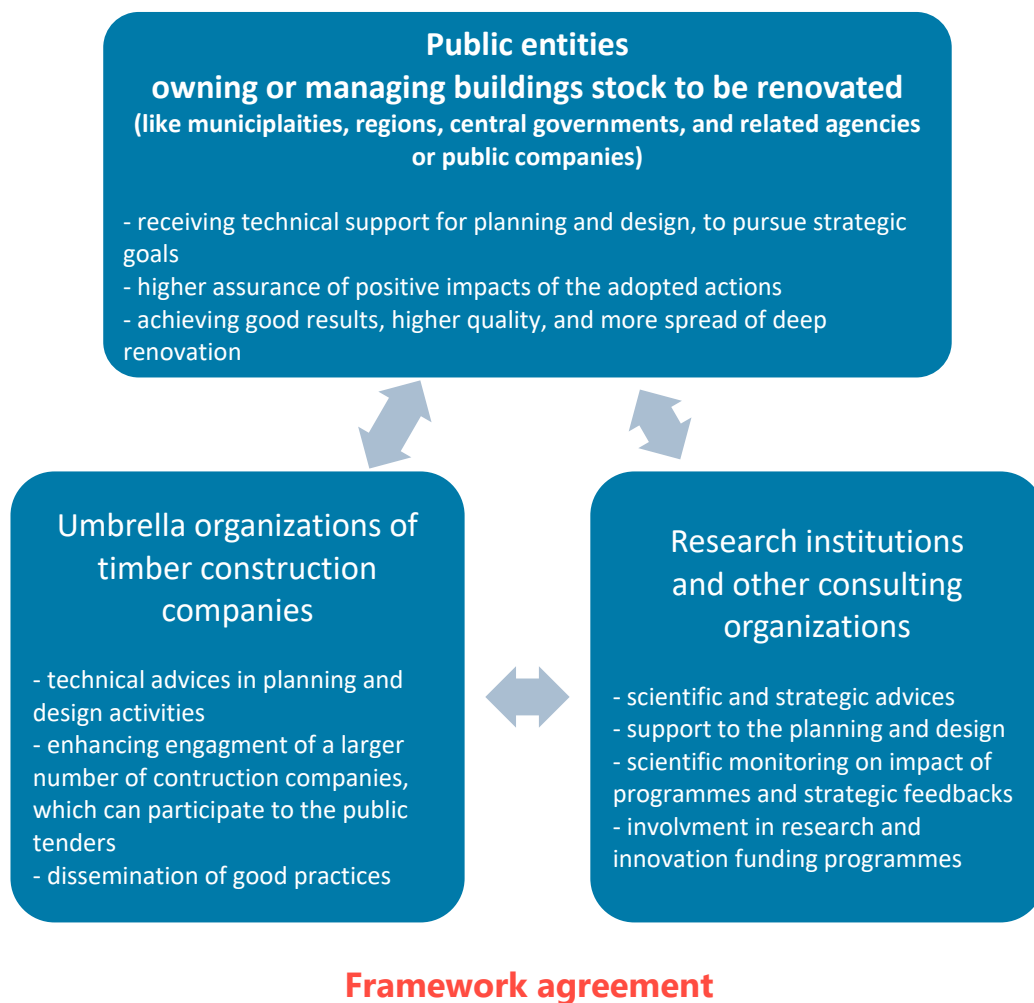 Public entities
owning or managing buildings stock to be renovated
(like municiplaities, regions, central governments, and related agencies
or public companies)
- receiving technical support for planning and design, to pursue strategic
goals
- higher assurance of positive impacts of the adopted actions
- achieving good results, higher quality, and more spread of deep
renovation
Umbrella organizations of
timber construction
companies
- technical advices in planning and
design activities
- enhancing engagment of a larger
number of contruction companies,
which can participate to the public
tenders
- dissemination of good practices
Research institutions
and other consulting
organizations
- scientific and strategic advices
- support to the planning and design
- scientific monitoring on impact of
programmes and strategic feedbacks
- involvment in research and
innovation funding programmes
Framework agreement